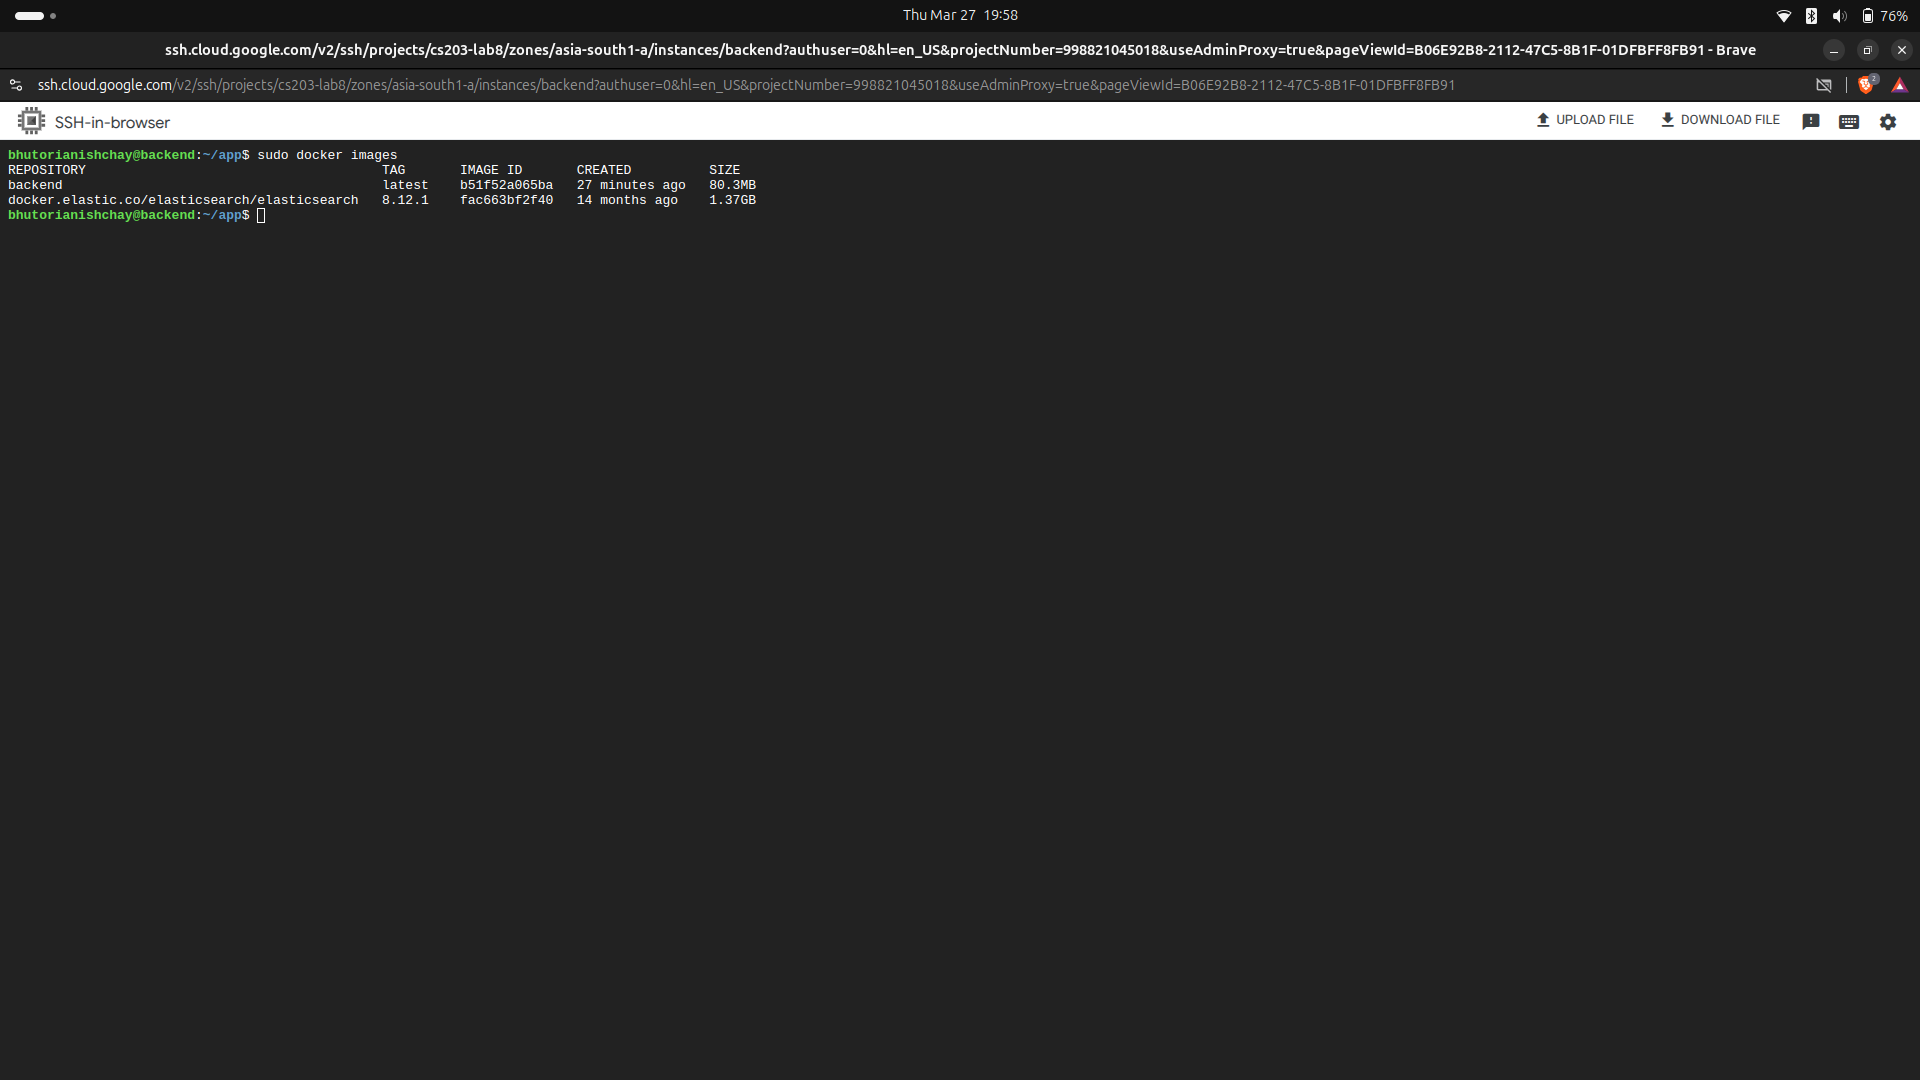 Thu Mar 27 19:58
76%
ssh.cloud.google.com/v2/ssh/projects/cs203-lab8/zones/asia-south1-a/instances/backend?authuser=0&hl=en_US&projectNumber=998821045018&useAdminProxy=true&pageViewId=B06E92B8-2112-47C5-8B1F-01DFBFF8FB91 - Brave
ssh.cloud.google.com/v2/ssh/projects/cs203-lab8/zones/asia-south1-a/instances/backend?authuser=0&hl=en_US&projectNumber=998821045018&useAdminProxy=true&pageViewId=B06E92B8-2112-47C5-8B1F-01DFBFF8FB91
2
SSH-in-browser
UPLOAD FILE
DOWNLOAD FILE
bhutorianishchay@backend:~/app$ sudo docker images
REPOSITORY TAG IMAGE ID CREATED SIZE
backend latest b51f52a065ba 27 minutes ago 80.3MB
docker.elastic.co/elasticsearch/elasticsearch 8.12.1 fac663bf2f40 14 months ago 1.37GB
bhutorianishchay@backend:~/app$